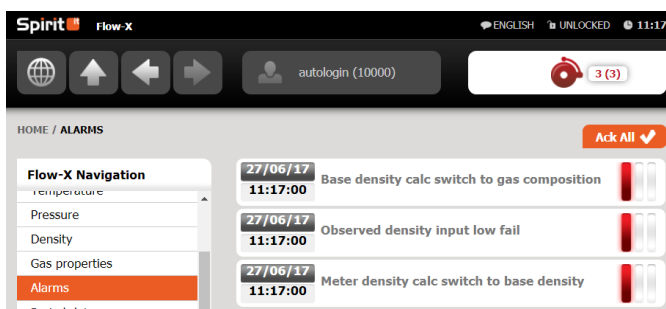 Spirit it Flow-X ENGLISH UNLOCKED 11:17
autologin (10000) 3 (3)
HOME / ALARMS
Ack All
Flow-X Navigation
Temperature
Pressure
Density
Gas properties
Alarms
27/06/17
11:17:00
Base density calc switch to gas composition
27/06/17
11:17:00
Observed density input low fail
27/06/17
11:17:00
Meter density calc switch to base density